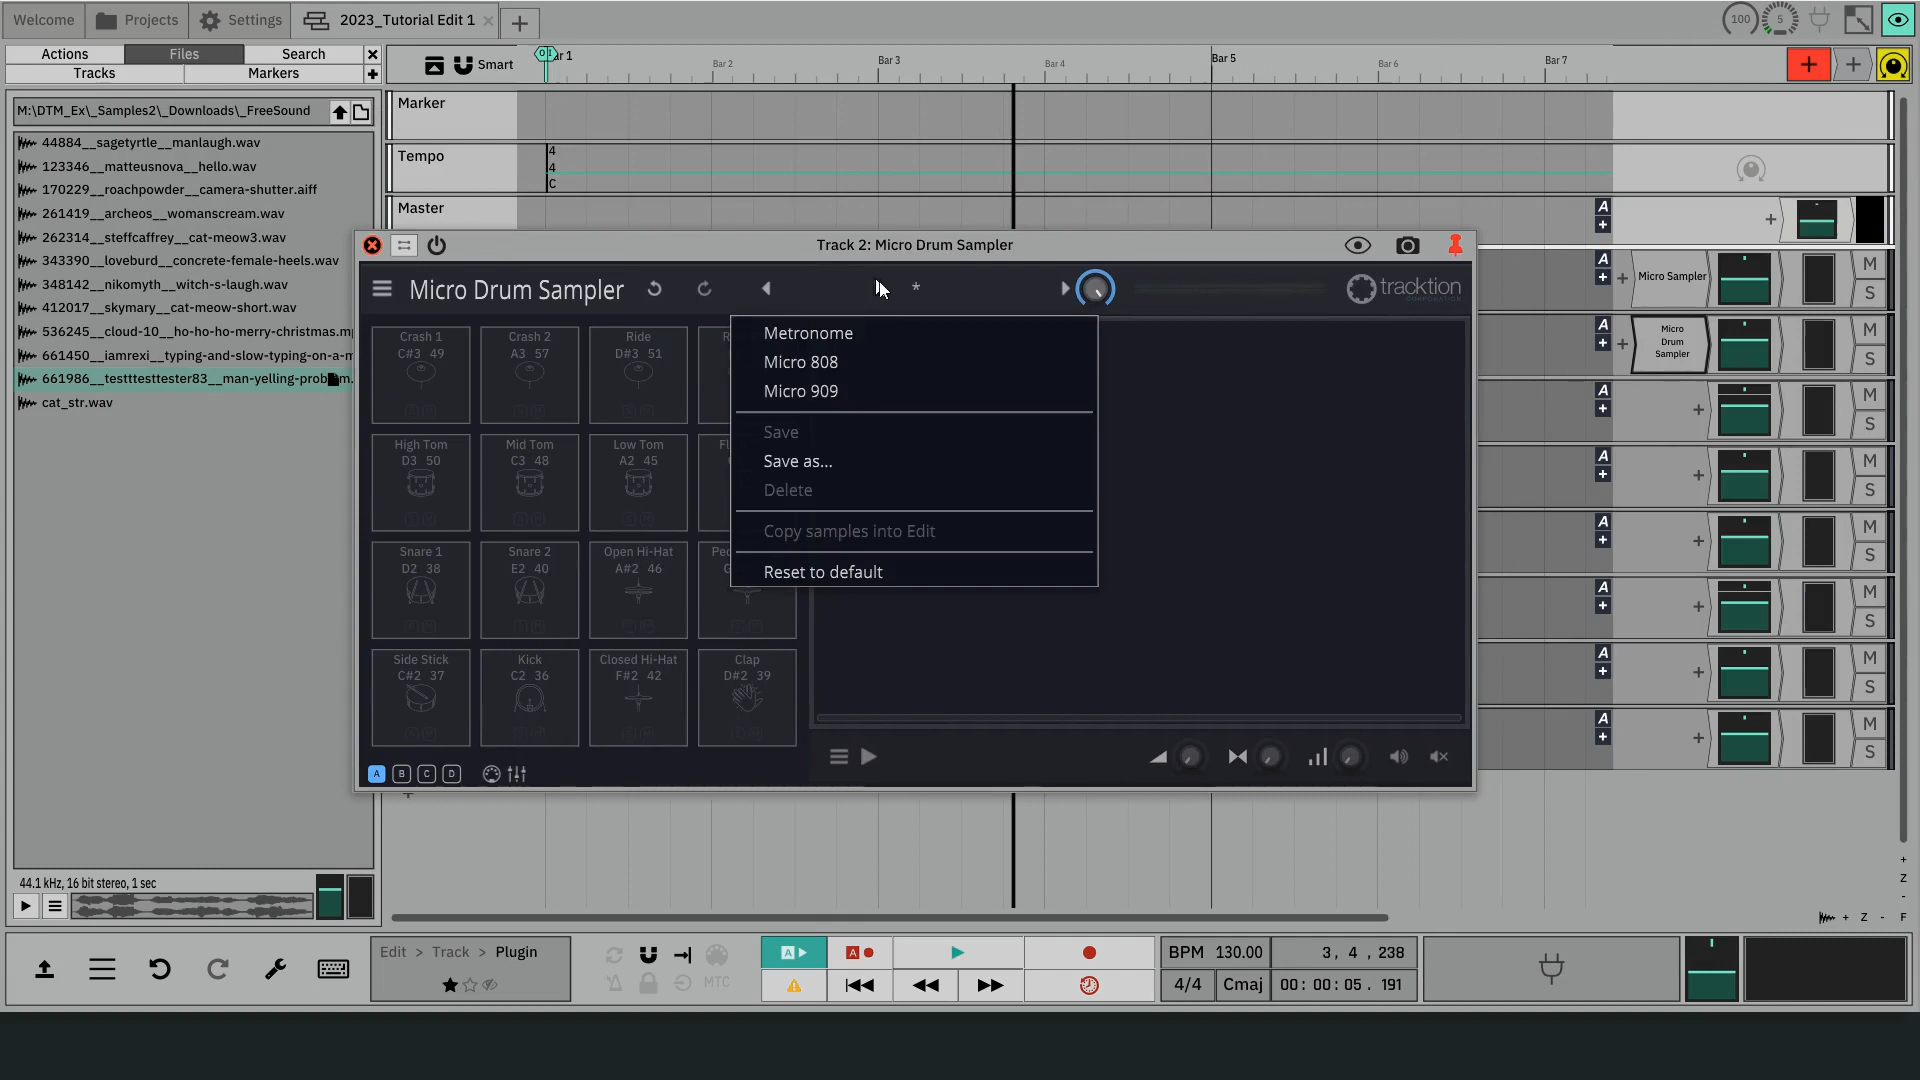 Welcome
Projects
Settings
2023_Tutorial Edit 1
100
5
Actions
Files
Search
Tracks
Markers
Smart
Bar 2
Bar 3
Bar 4
Bar 5
Bar 6
Bar 7
M:\DTM_Ex\_Samples2\_Downloads\_FreeSound
44884__sagetyrtle__manlaugh.wav
123346__matteusnova__hello.wav
170229__roachpowder__camera-shutter.aiff
261419__archeos__womanscream.wav
262314__steffcaffrey__cat-meow3.wav
343390__loveburd__concrete-female-heels.wav
348142__nikomyth__witch-s-laugh.wav
412017__skymary__cat-meow-short.wav
536245__cloud-10__ho-ho-ho-merry-christmas.m
661450__iamrexi__typing-and-slow-typing-on-a-m
661986__testttesttester83__man-yelling-prob m.
cat_str.wav
44.1 kHz, 16 bit stereo, 1 sec
Marker
Tempo
4
4
C
Master
A
Track 2: Micro Drum Sampler
Micro Drum Sampler
*
tracktion
CORPORATION
Crash 1
C#3 49
Crash 2
A3 57
Ride
D#3 51
High Tom
D3 50
Mid Tom
C3 48
Low Tom
A2 45
Snare 1
D2 38
Snare 2
E2 40
Open Hi-Hat
A#2 46
Side Stick
C#2 37
Kick
C2 36
Closed Hi-Hat
F#2 42
Clap
D#2 39
A B C D
Metronome
Micro 808
Micro 909
Save
Save as...
Delete
Copy samples into Edit
Reset to default
A
Micro Sampler
M
S
A
Micro
Drum
Sampler
M
S
A
M
S
A
M
S
A
M
S
A
M
S
A
M
S
A
M
S
Z
Z
F
Edit > Track > Plugin
MTC
A
A
BPM 130.00
3, 4 , 238
4/4
Cmaj
00: 00: 05. 191